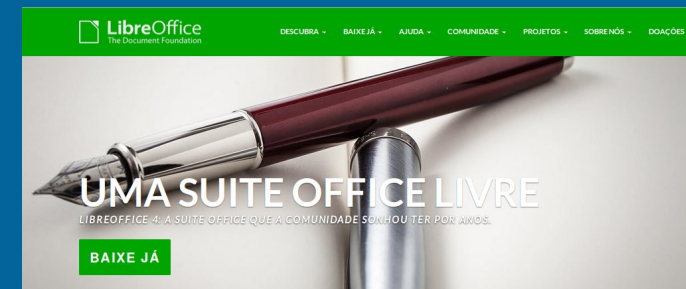 LibreOffice
The Document Foundation
DESCUBRA BAIXE JÁ AJUDA COMUNIDADE PROJETOS SOBRE NÓS DOAÇÕES
UMA SUITE OFFICE LIVRE
LIBREOFFICE 4: A SUITE OFFICE QUE A COMUNIDADE SONHOU TER POR ANOS.
BAIXE JÁ